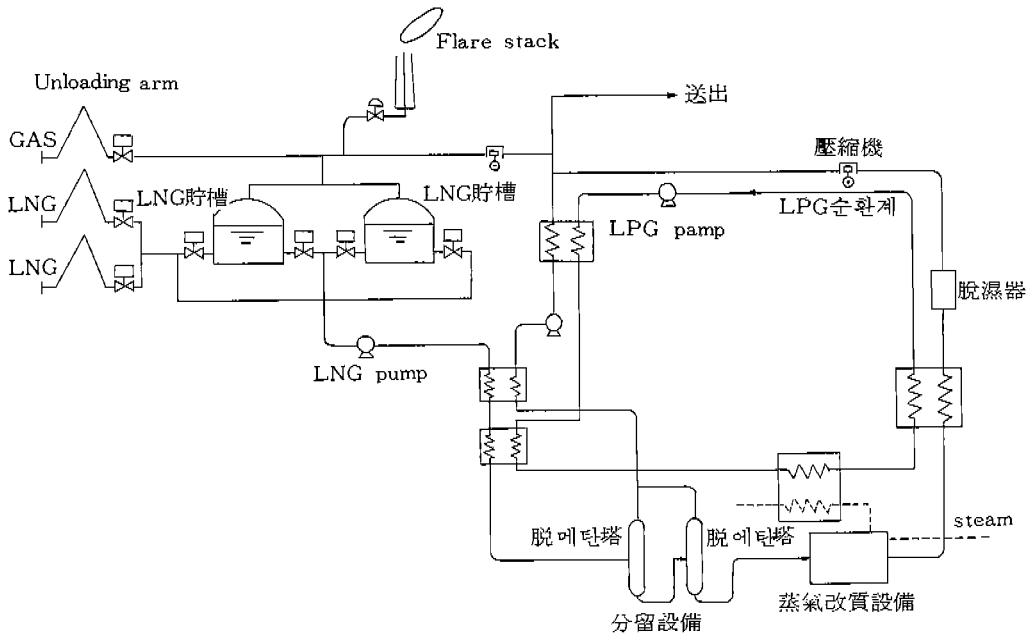 Flare stack
Unloading arm
送出
GAS
壓縮機
LNG貯槽
LNG貯槽
LNG
LPG순환계
LPG pamp
LNG
脫濕器
LNG pump
steam
脫메탄塔
脫에탄塔
蒸氣改質設備
分留設備